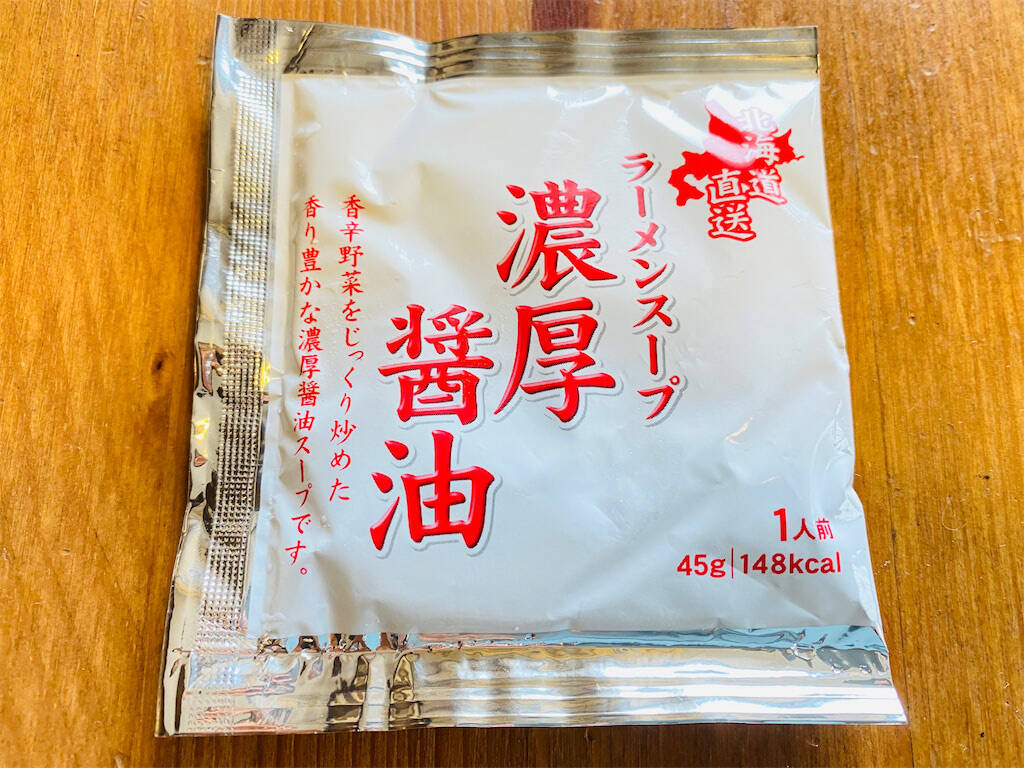 北海道
直送
ラーメンスープ
濃厚
醤油
香辛野菜をじっくり炒めた
香り豊かな濃厚醤油スープです。
1人前
45g|148kcal